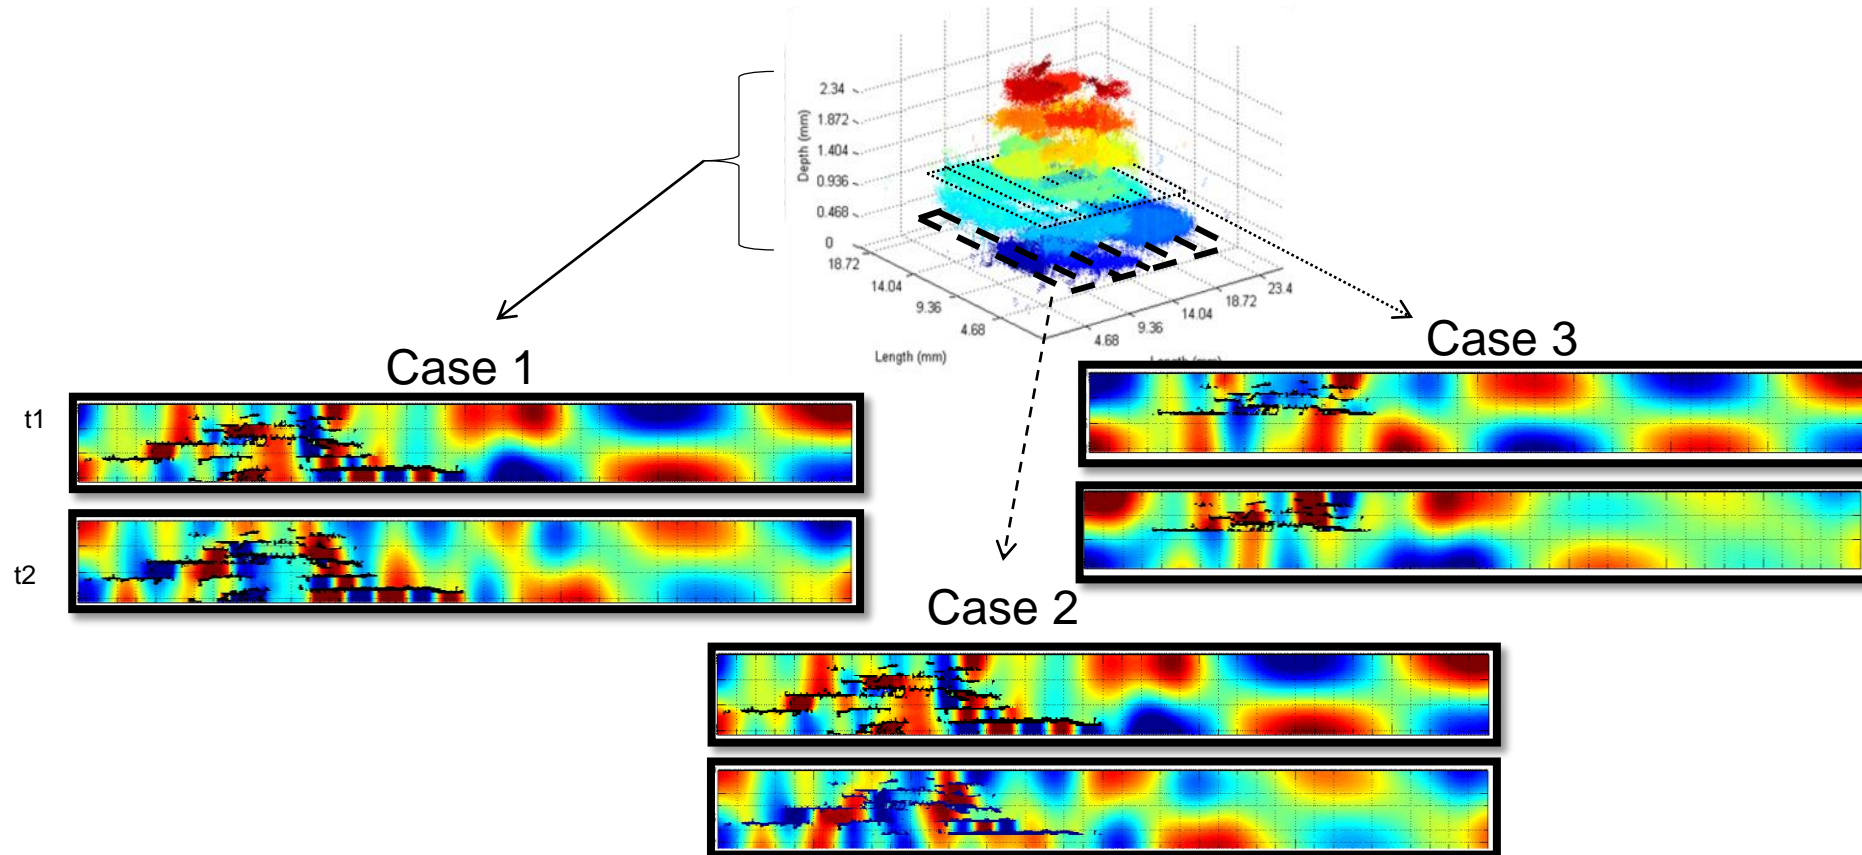 2.34
1.872
1.404
0.936
0.468
0
Depth (mm)
18.72
14.04
9.36
4.68
Length (mm)
4.68
9.36
14.04
18.72
23.4
Length (mm)
Case 1
Case 3
t1
t2
Case 2